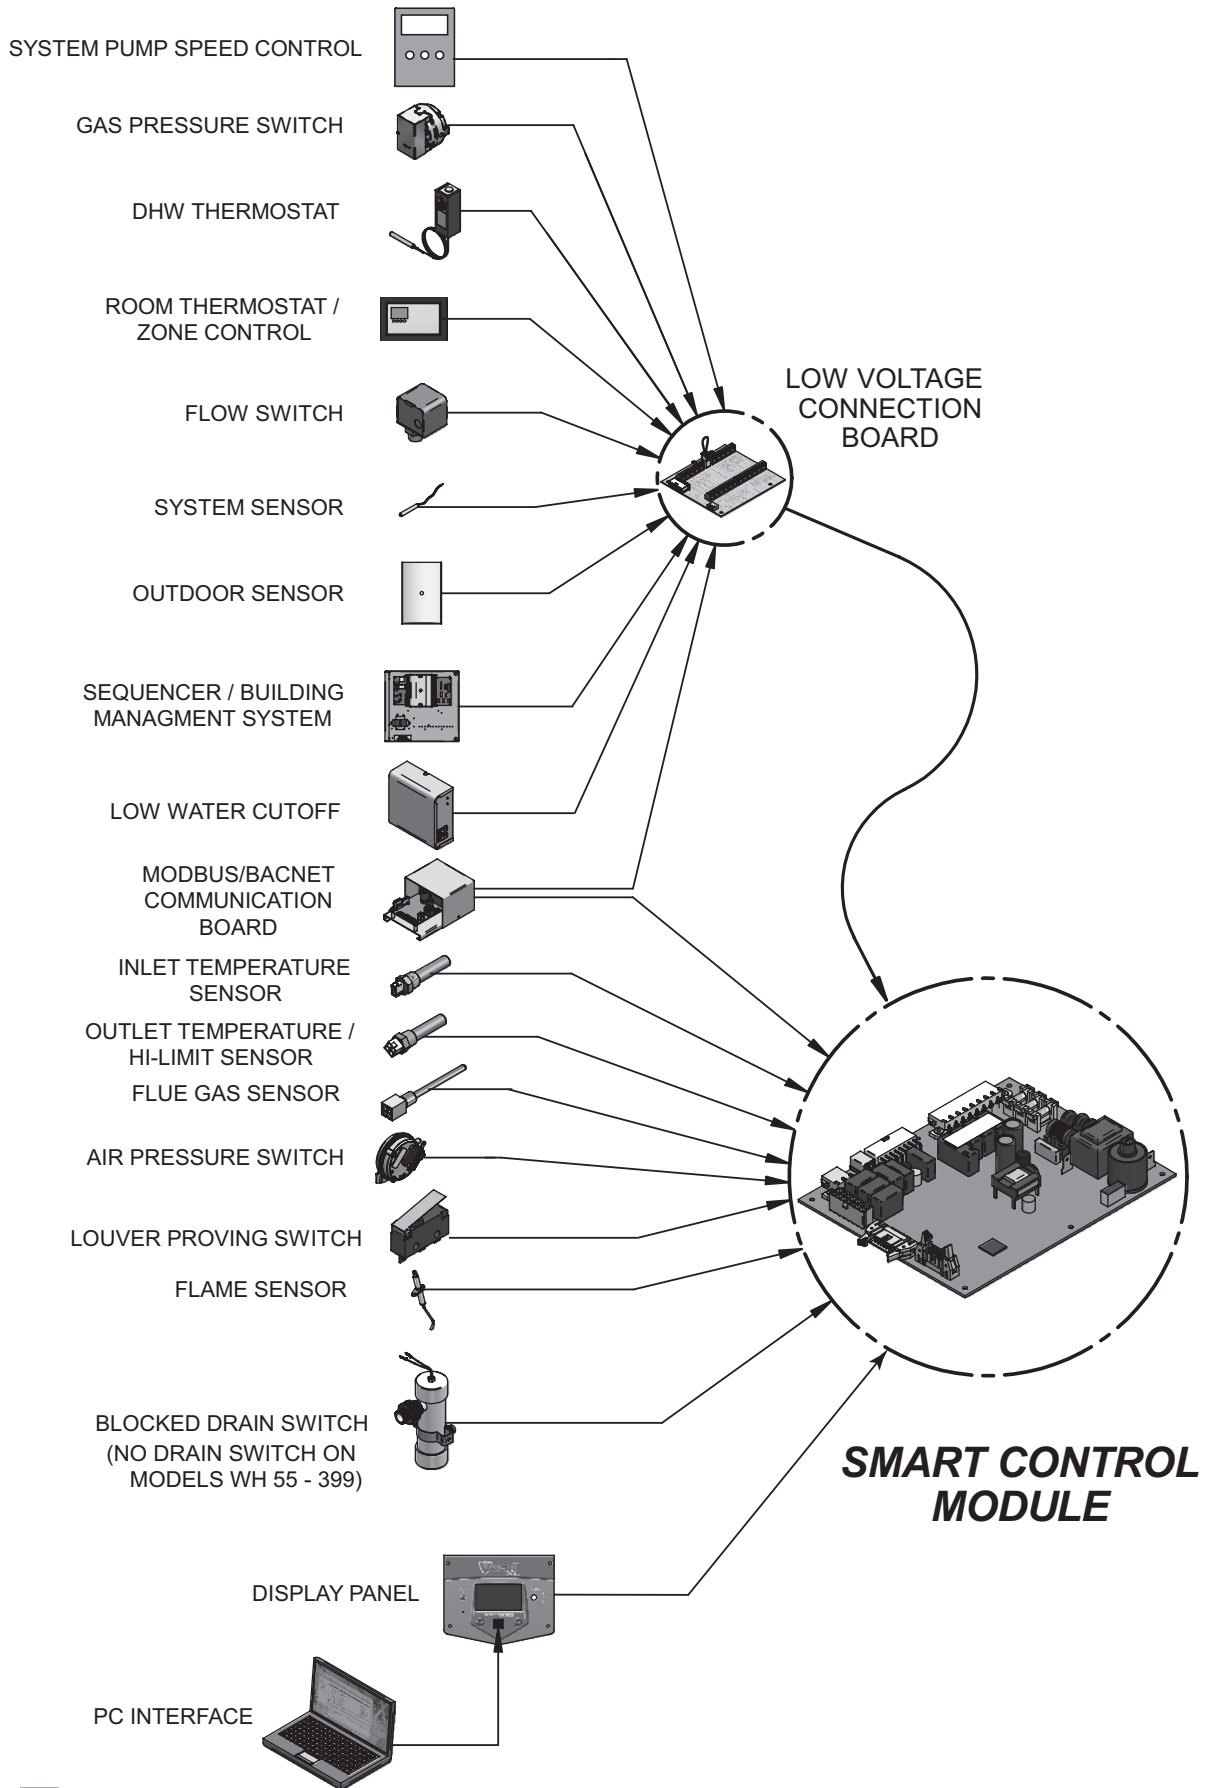 SYSTEM PUMP SPEED CONTROL
GAS PRESSURE SWITCH
DHW THERMOSTAT
ROOM THERMOSTAT /
ZONE CONTROL
FLOW SWITCH
LOW VOLTAGE
CONNECTION
BOARD
SYSTEM SENSOR
OUTDOOR SENSOR
SEQUENCER / BUILDING
MANAGMENT SYSTEM
LOW WATER CUTOFF
MODBUS/BACNET
COMMUNICATION
BOARD
INLET TEMPERATURE
SENSOR
OUTLET TEMPERATURE /
HI-LIMIT SENSOR
FLUE GAS SENSOR
AIR PRESSURE SWITCH
LOUVER PROVING SWITCH
FLAME SENSOR
BLOCKED DRAIN SWITCH
(NO DRAIN SWITCH ON
MODELS WH 55 - 399)
SMART CONTROL
MODULE
DISPLAY PANEL
PC INTERFACE